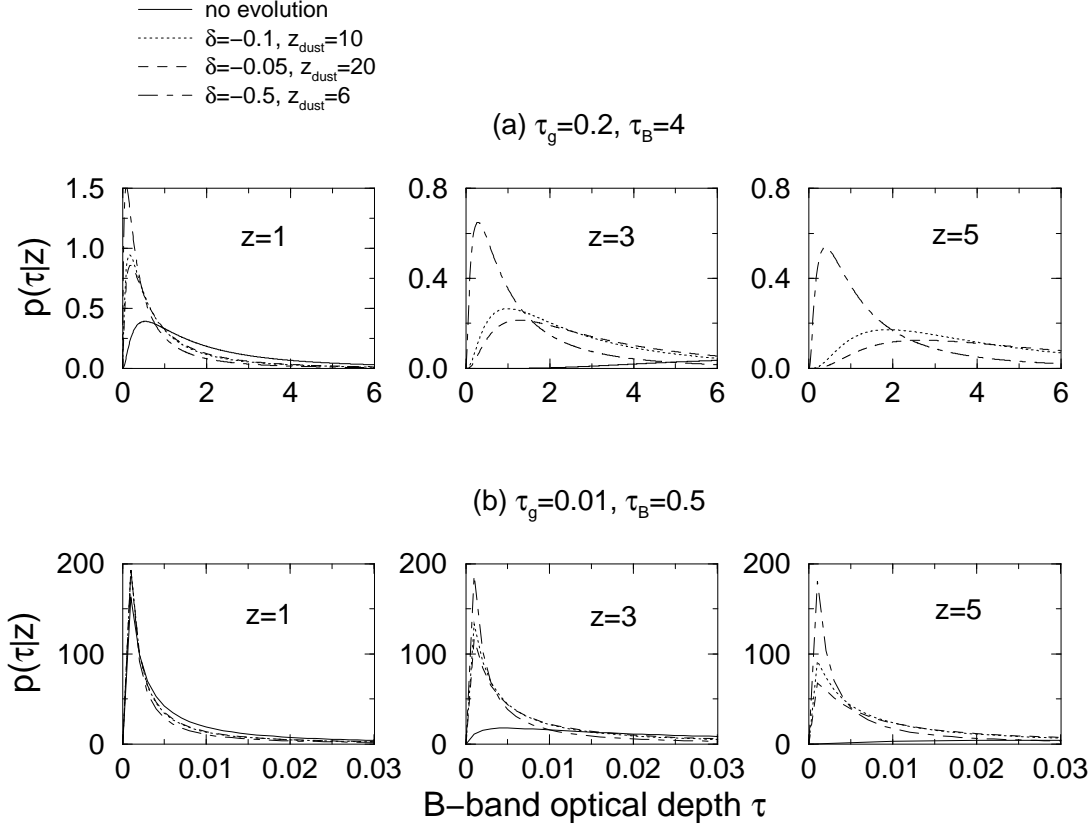 no evolution
δ=−0.1, z_dust=10
δ=−0.05, z_dust=20
δ=−0.5, z_dust=6
(a) τ_g=0.2, τ_B=4
p(τ|z)
1.5
1.0
0.5
0.0
z=1
0 2 4 6
0.8
0.4
0.0
z=3
0 2 4 6
0.8
0.4
0.0
z=5
0 2 4 6
(b) τ_g=0.01, τ_B=0.5
p(τ|z)
200
100
0
z=1
0 0.01 0.02 0.03
200
100
0
z=3
0 0.01 0.02 0.03
200
100
0
z=5
0 0.01 0.02 0.03
B−band optical depth τ